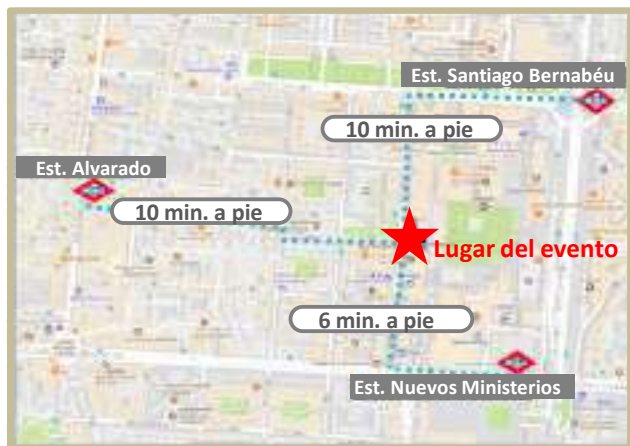 Est. Santiago Bernabéu
10 min. a pie
Est. Alvarado
10 min. a pie
Lugar del evento
6 min. a pie
Est. Nuevos Ministerios